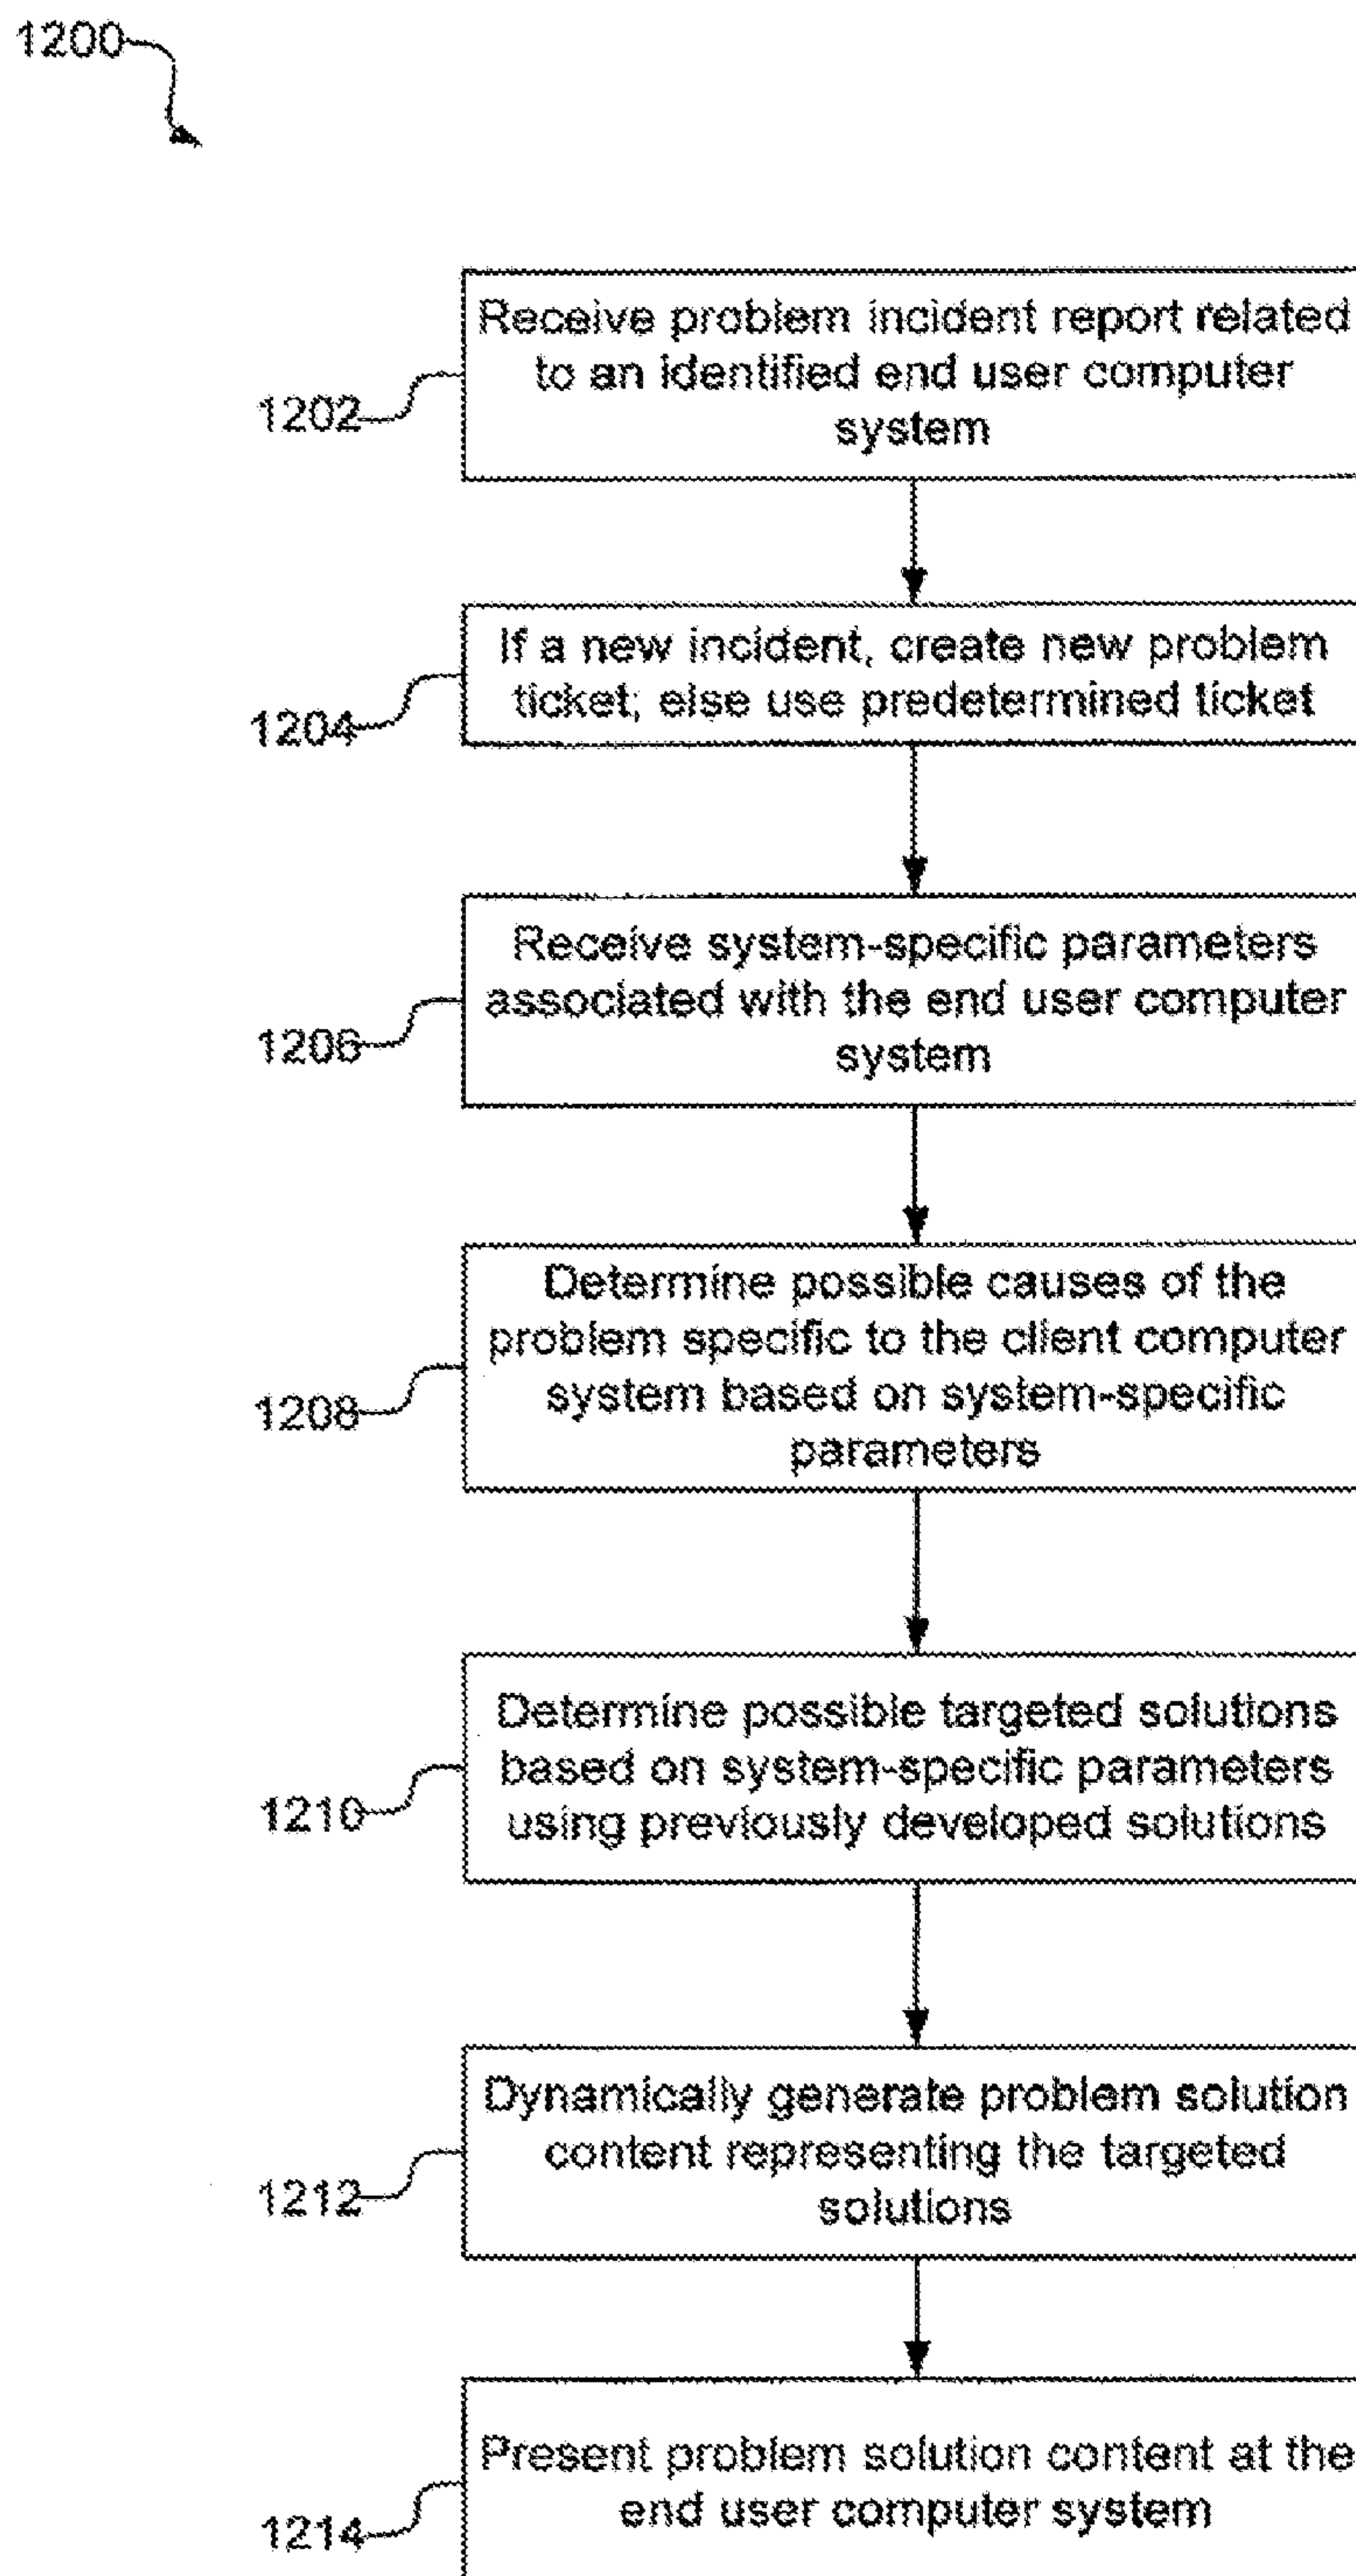 1200
Receive problem incident report related
to an identified end user computer
system
1202
If a new incident, create new problem
ticket; else use predetermined ticket
1204
Receive system-specific parameters
associated with the end user computer
system
1206
Determine possible causes of the
problem specific to the client computer
system based on system-specific
parameters
1208
Determine possible targeted solutions
based on system-specific parameters
using previously developed solutions
1210
Dynamically generate problem solution
content representing the targeted
solutions
1212
Present problem solution content at the
end user computer system
1214